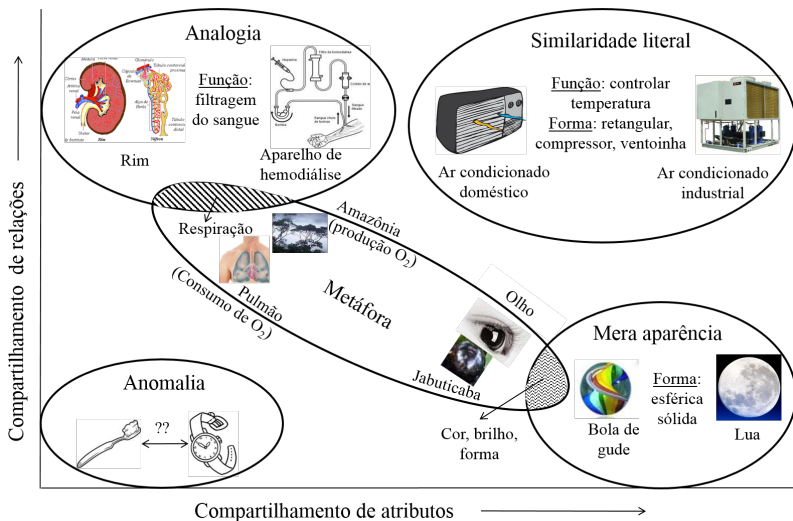 Analogia
Função:
filtragem
do sangue
Rim
Aparelho de
hemodiálise
Similaridade literal
Função: controlar
temperatura
Forma: retangular,
compressor, ventoinha
Ar condicionado
doméstico
Ar condicionado
industrial
Compartilhamento de relações
Respiração
Amazônia
(produção O₂)
Pulmão
(Consumo de O₂)
Metáfora
Olho
Jabuticaba
Cor, brilho,
forma
Mera aparência
Forma:
esférica
sólida
Bola de
gude
Lua
Anomalia
??
Compartilhamento de atributos